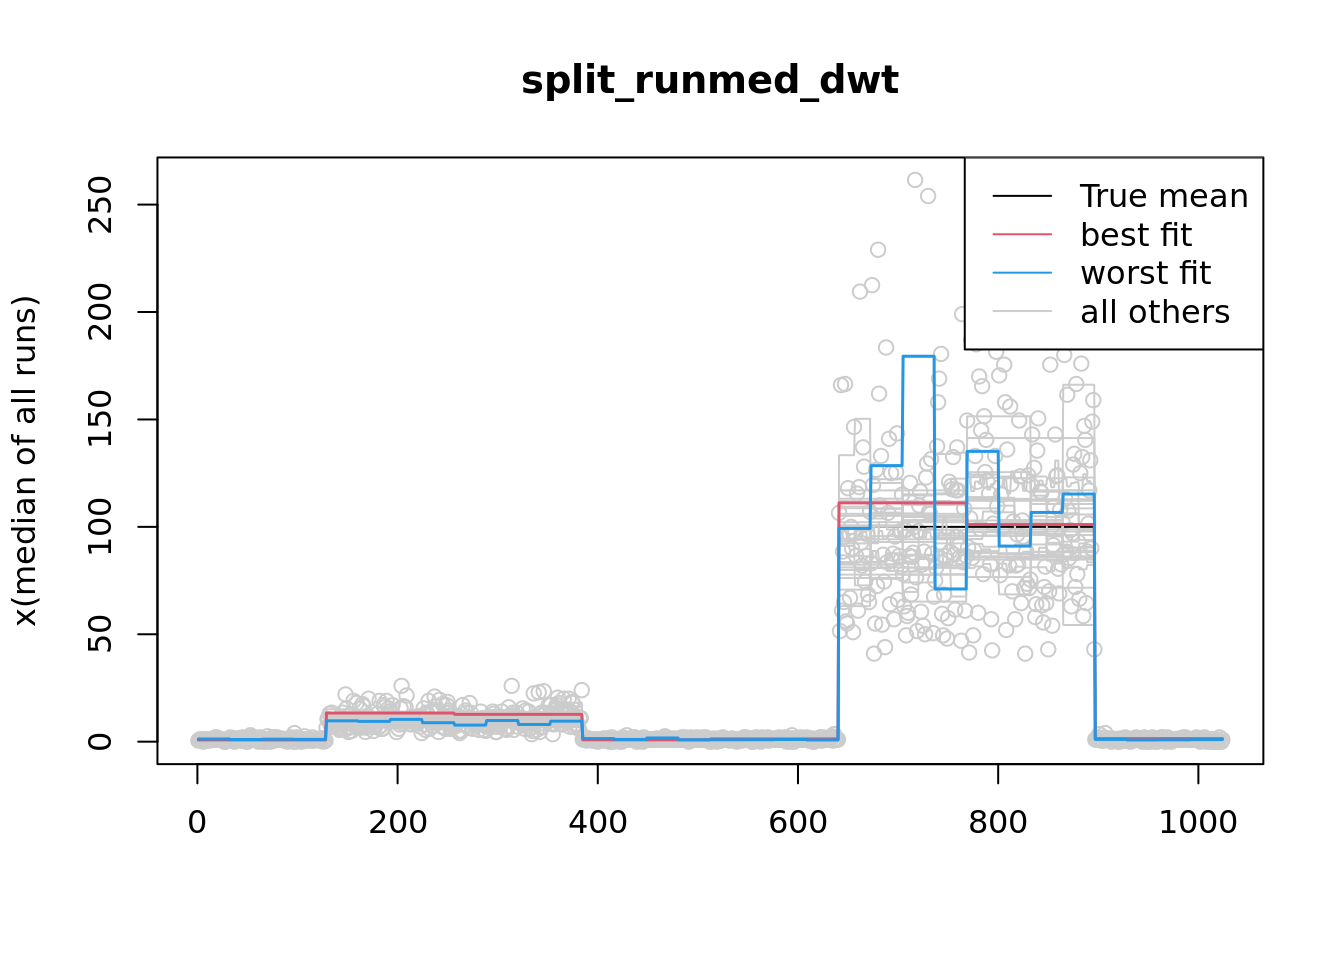 split_runmed_dwt
x(median of all runs)
250
200
150
100
50
0
True mean
best fit
worst fit
all others
0 200 400 600 800 1000